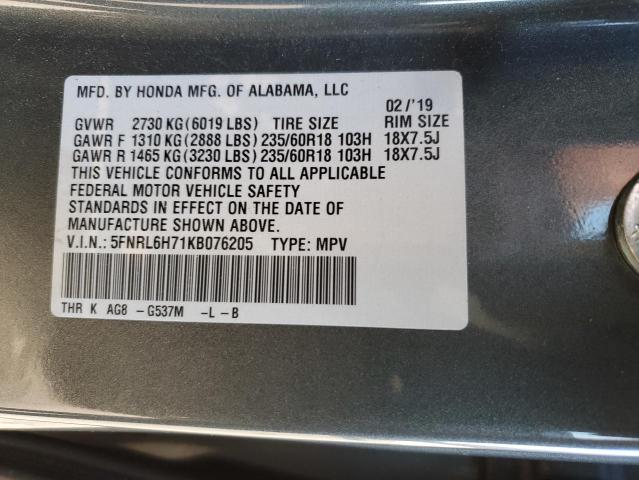 MFD. BY HONDA MFG. OF ALABAMA, LLC
02/'19
GVWR 2730 KG(6019 LBS) TIRE SIZE RIM SIZE
GAWR F 1310 KG(2888 LBS) 235/60R18 103H 18X7.5J
GAWR R 1465 KG(3230 LBS) 235/60R18 103H 18X7.5J
THIS VEHICLE CONFORMS TO ALL APPLICABLE
FEDERAL MOTOR VEHICLE SAFETY
STANDARDS IN EFFECT ON THE DATE OF
MANUFACTURE SHOWN ABOVE.
V.I.N.: 5FNRL6H71KB076205 TYPE: MPV
THR K AG8 -G537M -L-B